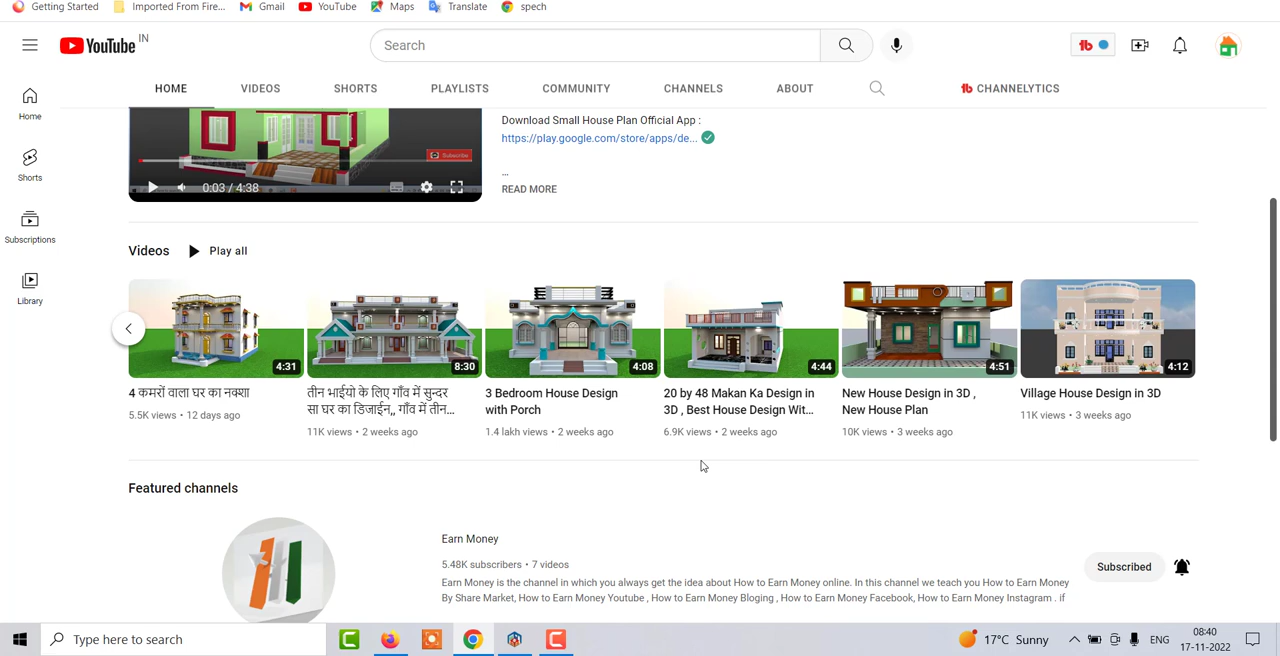 Getting Started Imported From Fire... Gmail YouTube Maps Translate spech
YouTube IN
Search
Home
Shorts
Subscriptions
Library
HOME VIDEOS SHORTS PLAYLISTS COMMUNITY CHANNELS ABOUT CHANNELYTICS
Download Small House Plan Official App :
https://play.google.com/store/apps/de...
...
READ MORE
Subscribe
0:03 / 4:38
Videos Play all
4:31
8:30
4:08
4:44
4:51
4:12
4 कमरों वाला घर का नक्शा
5.5K views • 12 days ago
तीन भाईयो के लिए गाँव में सुन्दर
सा घर का डिजाईन,, गाँव में तीन...
11K views • 2 weeks ago
3 Bedroom House Design
with Porch
1.4 lakh views • 2 weeks ago
20 by 48 Makan Ka Design in
3D , Best House Design Wit...
6.9K views • 2 weeks ago
New House Design in 3D ,
New House Plan
10K views • 3 weeks ago
Village House Design in 3D
11K views • 3 weeks ago
Featured channels
Earn Money
5.48K subscribers • 7 videos
Earn Money is the channel in which you always get the idea about How to Earn Money online. In this channel we teach you How to Earn Money
By Share Market, How to Earn Money Youtube , How to Earn Money Bloging , How to Earn Money Facebook, How to Earn Money Instagram . if
Subscribed
Type here to search
17°C Sunny
ENG
08:40
17-11-2022